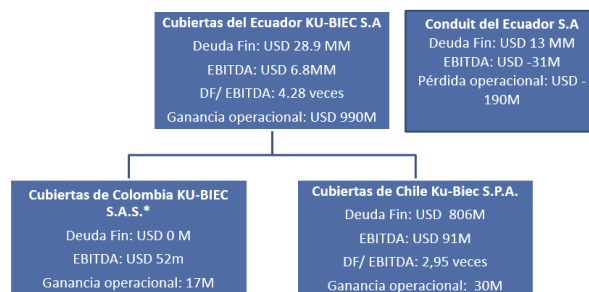 Cubiertas del Ecuador KU-BIEC S.A
Deuda Fin: USD 28.9 MM
EBITDA: USD 6.8MM
DF/ EBITDA: 4.28 veces
Ganancia operacional: USD 990M
Conduit del Ecuador S.A
Deuda Fin: USD 13 MM
EBITDA: USD -31M
Pérdida operacional: USD -
190M
Cubiertas de Colombia KU-BIEC
S.A.S.*
Deuda Fin: USD 0 M
EBITDA: USD 52m
Ganancia operacional: 17M
Cubiertas de Chile Ku-Biec S.P.A.
Deuda Fin: USD  806M
EBITDA: USD 91M
DF/ EBITDA: 2,95 veces
Ganancia operacional: 30M